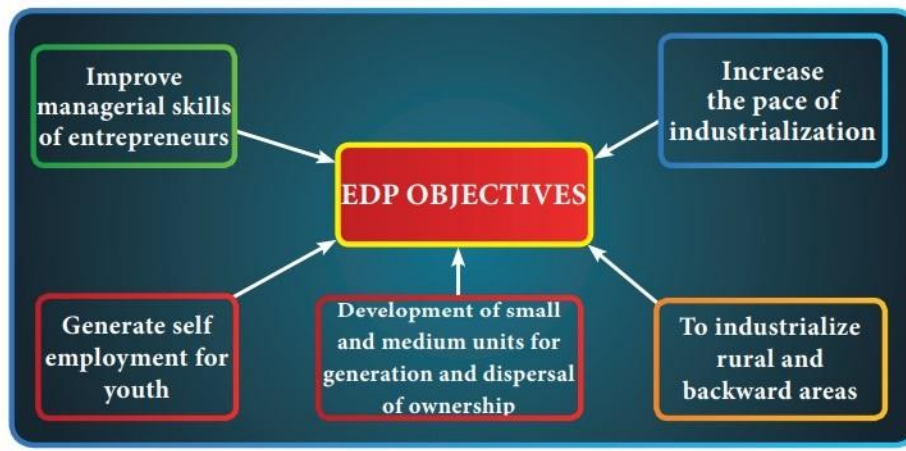 Improve
managerial skills
of entrepreneurs
Increase
the pace of
industrialization
EDP OBJECTIVES
Generate self
employment for
youth
Development of small
and medium units for
generation and dispersal
of ownership
To industrialize
rural and
backward areas